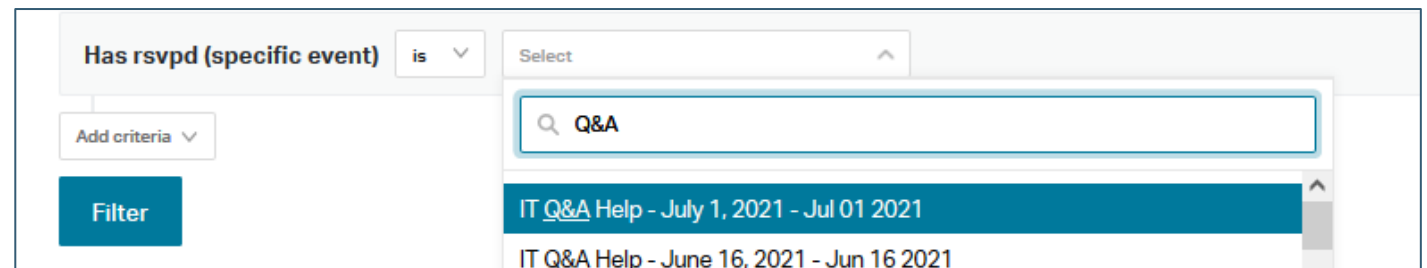 Has rsvpd (specific event) is Select
Add criteria
Q&A
Filter
IT Q&A Help - July 1, 2021 - Jul 01 2021
IT Q&A Help - June 16, 2021 - Jun 16 2021